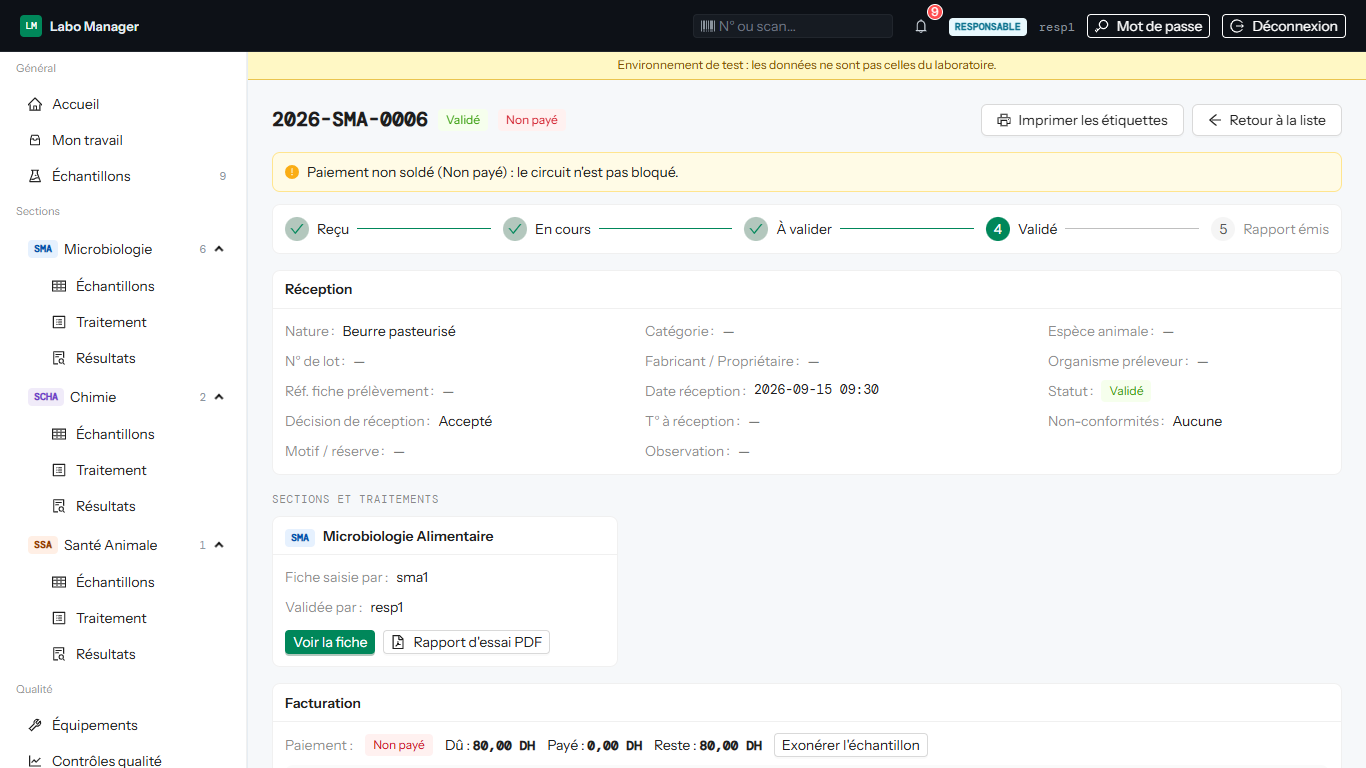 LM Labo Manager
N° ou scan...
9
RESPONSABLE
resp1
Mot de passe
Déconnexion
Général
Accueil
Mon travail
Échantillons 9
Sections
SMA Microbiologie 6
Échantillons
Traitement
Résultats
SCHA Chimie 2
Échantillons
Traitement
Résultats
SSA Santé Animale 1
Échantillons
Traitement
Résultats
Qualité
Équipements
Contrôles qualité
Environnement de test : les données ne sont pas celles du laboratoire.
2026-SMA-0006 Validé Non payé
Imprimer les étiquettes
Retour à la liste
Paiement non soldé (Non payé) : le circuit n'est pas bloqué.
Reçu En cours À valider 4 Validé 5 Rapport émis
Réception
Nature : Beurre pasteurisé Catégorie : — Espèce animale : —
N° de lot : — Fabricant / Propriétaire : — Organisme préleveur : —
Réf. fiche prélèvement : — Date réception : 2026-09-15 09:30 Statut : Validé
Décision de réception : Accepté T° à réception : — Non-conformités : Aucune
Motif / réserve : — Observation : —
SECTIONS ET TRAITEMENTS
SMA Microbiologie Alimentaire
Fiche saisie par : sma1
Validée par : resp1
Voir la fiche Rapport d'essai PDF
Facturation
Paiement : Non payé Dû : 80,00 DH Payé : 0,00 DH Reste : 80,00 DH Exonérer l'échantillon